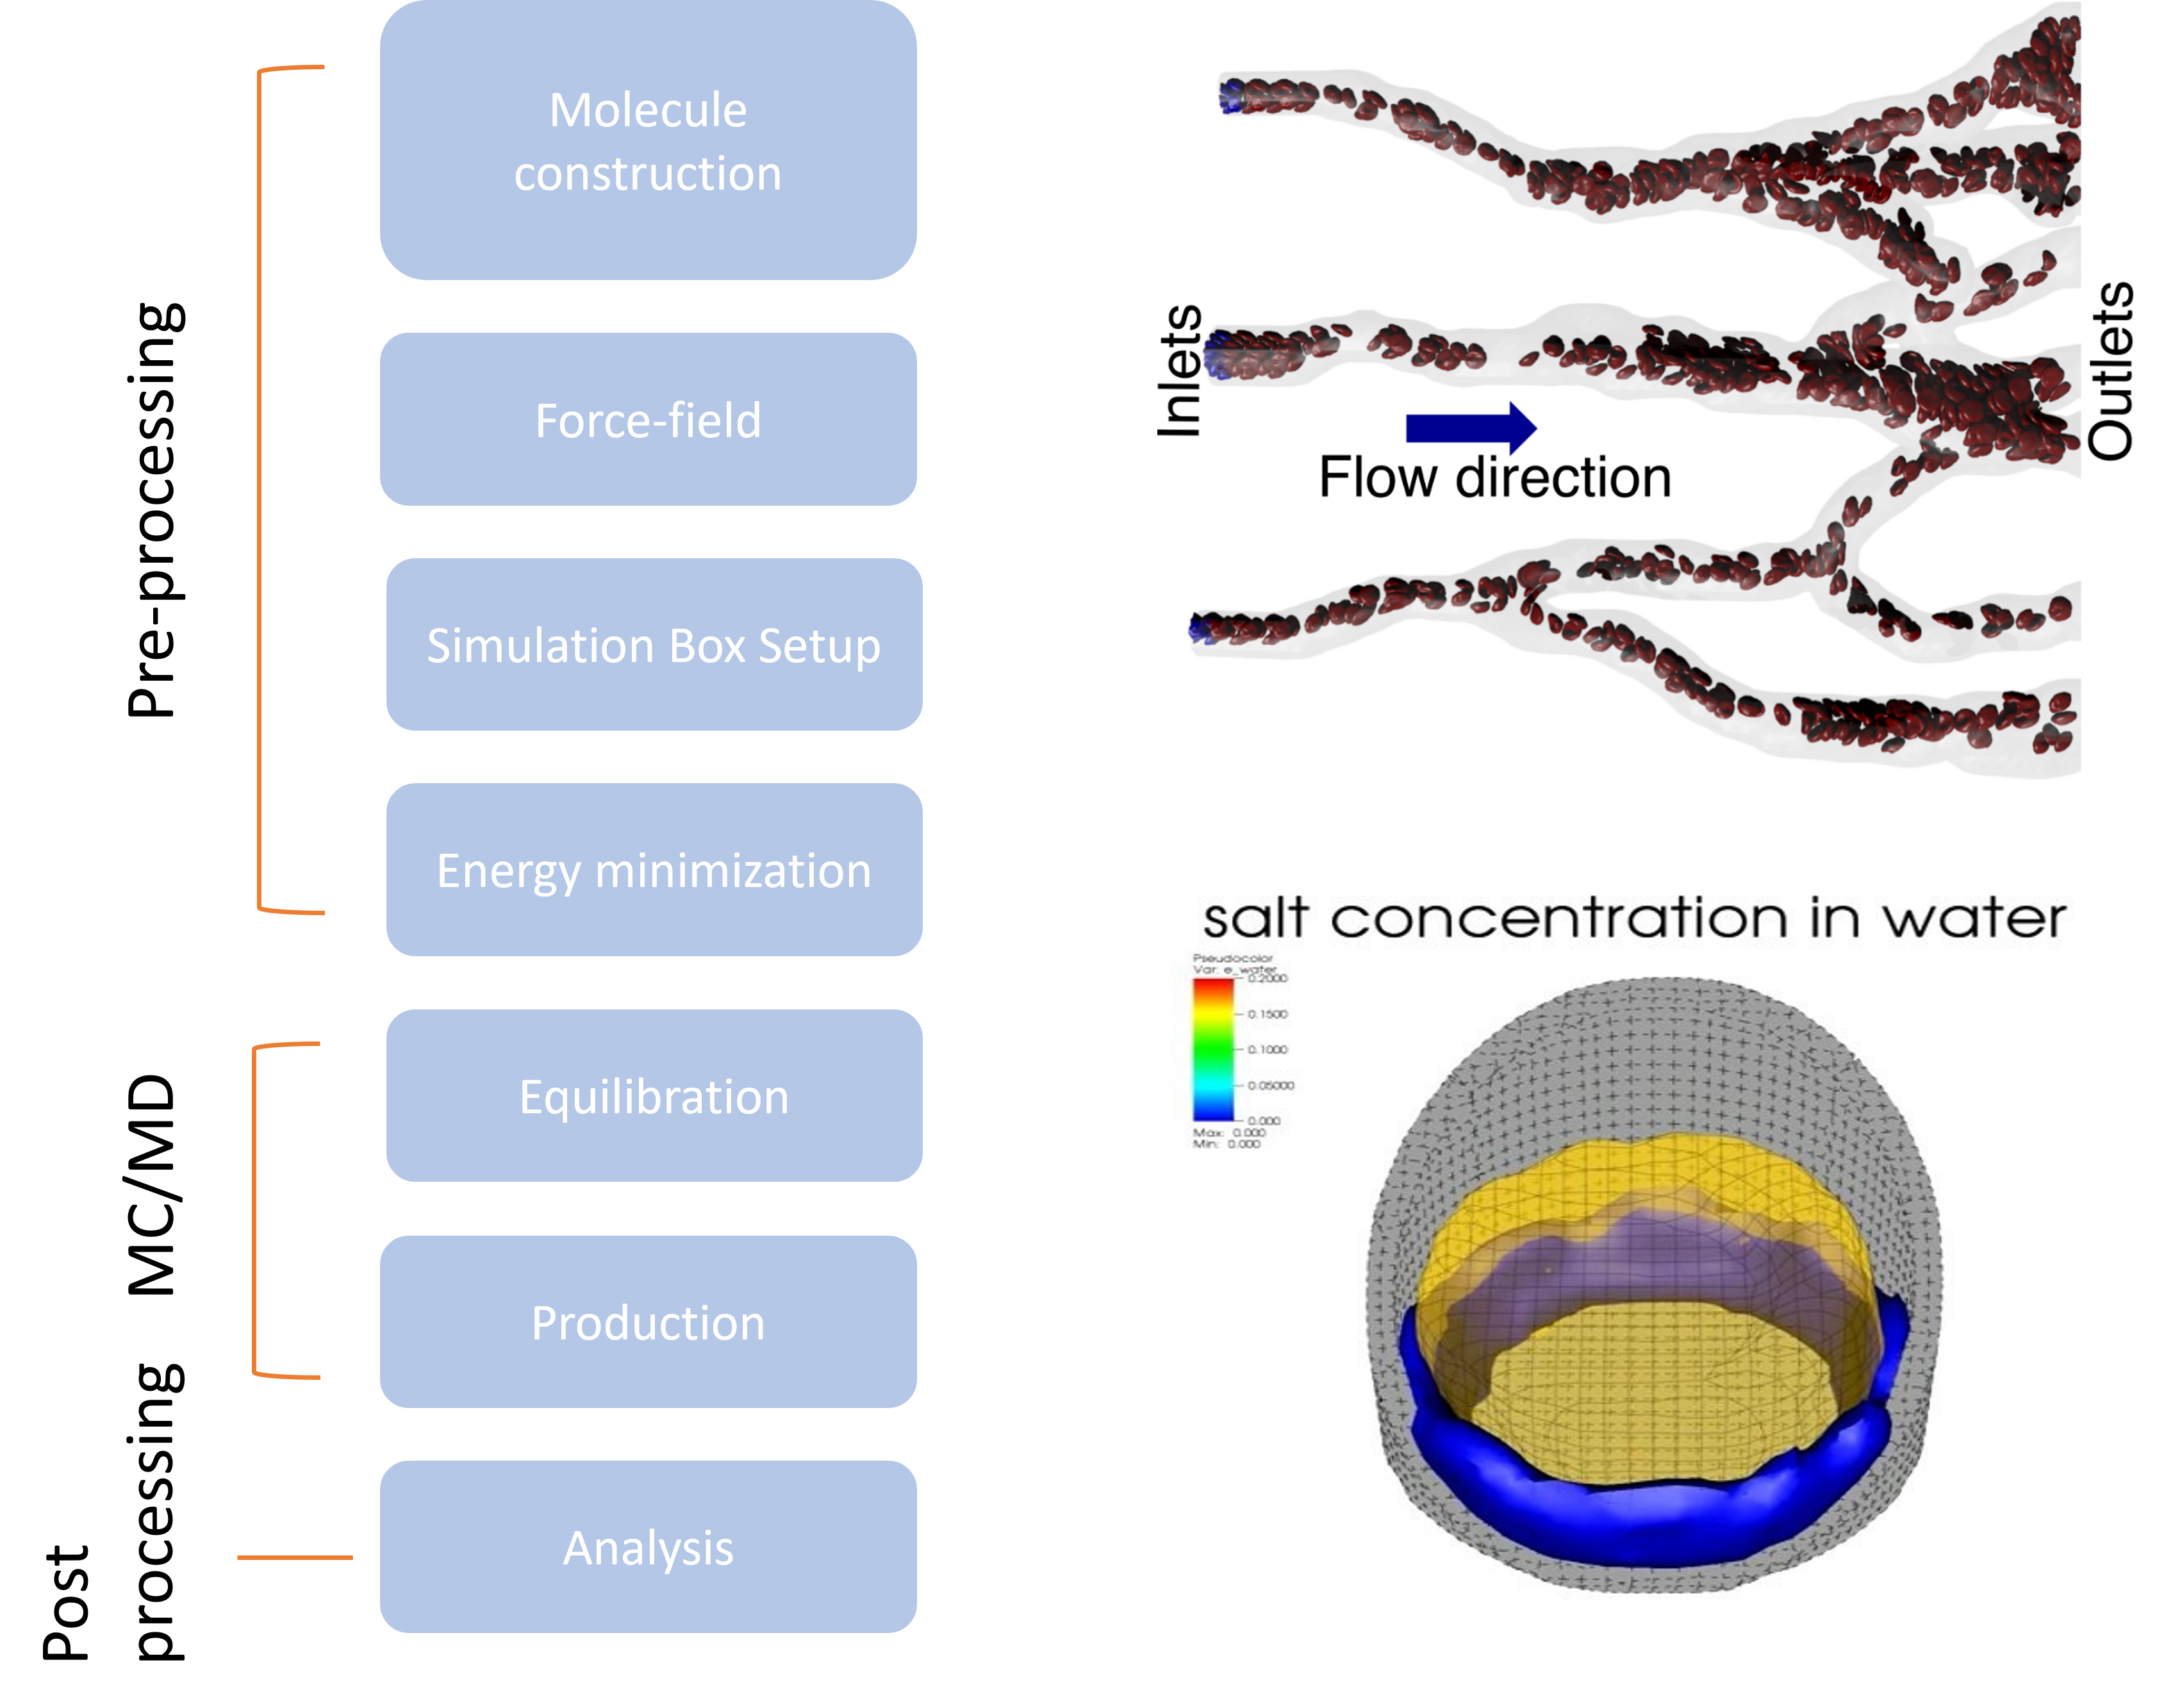 Pre-processing
Molecule
construction
Force-field
Simulation Box Setup
Energy minimization
MC/MD
Equilibration
Production
Post
processing
Analysis
Inlets
Flow direction
Outlets
salt concentration in water
Pseudocolor
Var: e_water
0.2000
0.1500
0.1000
0.05000
0.000
Max: 0.000
Min: 0.000